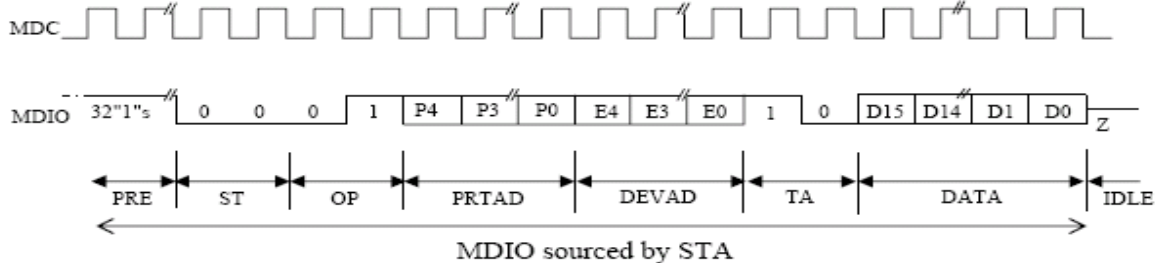 MDC
MDIO 32"1"s 0 0 0 1 P4 P3 P0 E4 E3 E0 1 0 D15 D14 D1 D0 Z
PRE ST OP PRTAD DEVAD TA DATA IDLE
MDIO sourced by STA